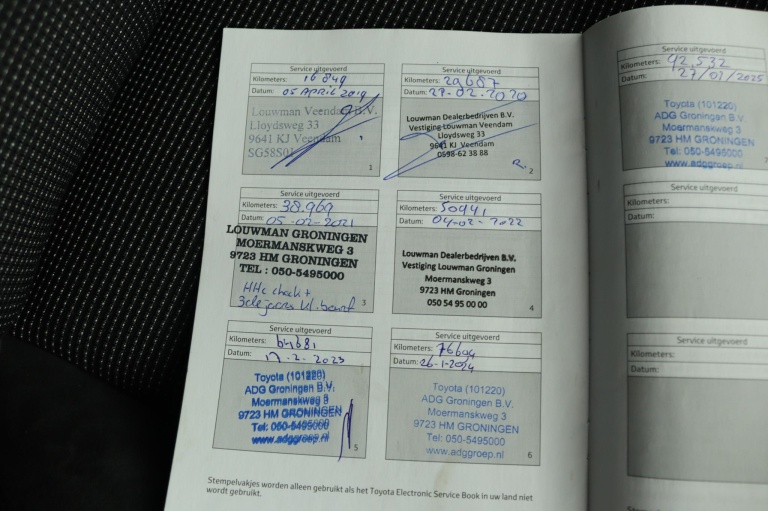 Service uitgevoerd
Kilometers: 16 849
Datum: 05 APRIL 2019
Louwman Veendam B.V.
Lloydsweg 33
9641 KJ Veendam
SG58S01
1
Service uitgevoerd
Kilometers: 29687
Datum: 27-02-2020
Louwman Dealerbedrijven B.V.
Vestiging Louwman Veendam
Lloydsweg 33
9641 KJ Veendam
0598-62 38 88
2
Service uitgevoerd
Kilometers: 38.969
Datum: 05-02-2021
LOUWMAN GRONINGEN
MOERMANSKWEG 3
9723 HM GRONINGEN
TEL : 050-5495000
HHc check +
3
Service uitgevoerd
Kilometers: 50441
Datum: 04-02-2022
Louwman Dealerbedrijven B.V.
Vestiging Louwman Groningen
Moermanskweg 3
9723 HM Groningen
050 54 95 00 00
4
Service uitgevoerd
Kilometers:
Datum: 17-2-2023
Toyota (101220)
ADG Groningen B.V.
Moermanskweg 3
9723 HM GRONINGEN
Tel: 050-5495000
www.adggroep.nl
5
Service uitgevoerd
Kilometers: 76604
Datum: 26-1-2024
Toyota (101220)
ADG Groningen B.V.
Moermanskweg 3
9723 HM GRONINGEN
Tel: 050-5495000
www.adggroep.nl
6
Stempelvakjes worden alleen gebruikt als het Toyota Electronic Service Book in uw land niet
wordt gebruikt.
Service uitgevoerd
Kilometers: 92.532
Datum: 27/01/2025
Toyota (101220)
ADG Groningen B.V.
Moermanskweg 3
9723 HM GRONINGEN
Tel: 050-5495000
www.adggroep.nl
Service uitgevoerd
Kilometers:
Datum:
Service uitgevoerd
Kilometers:
Datum: